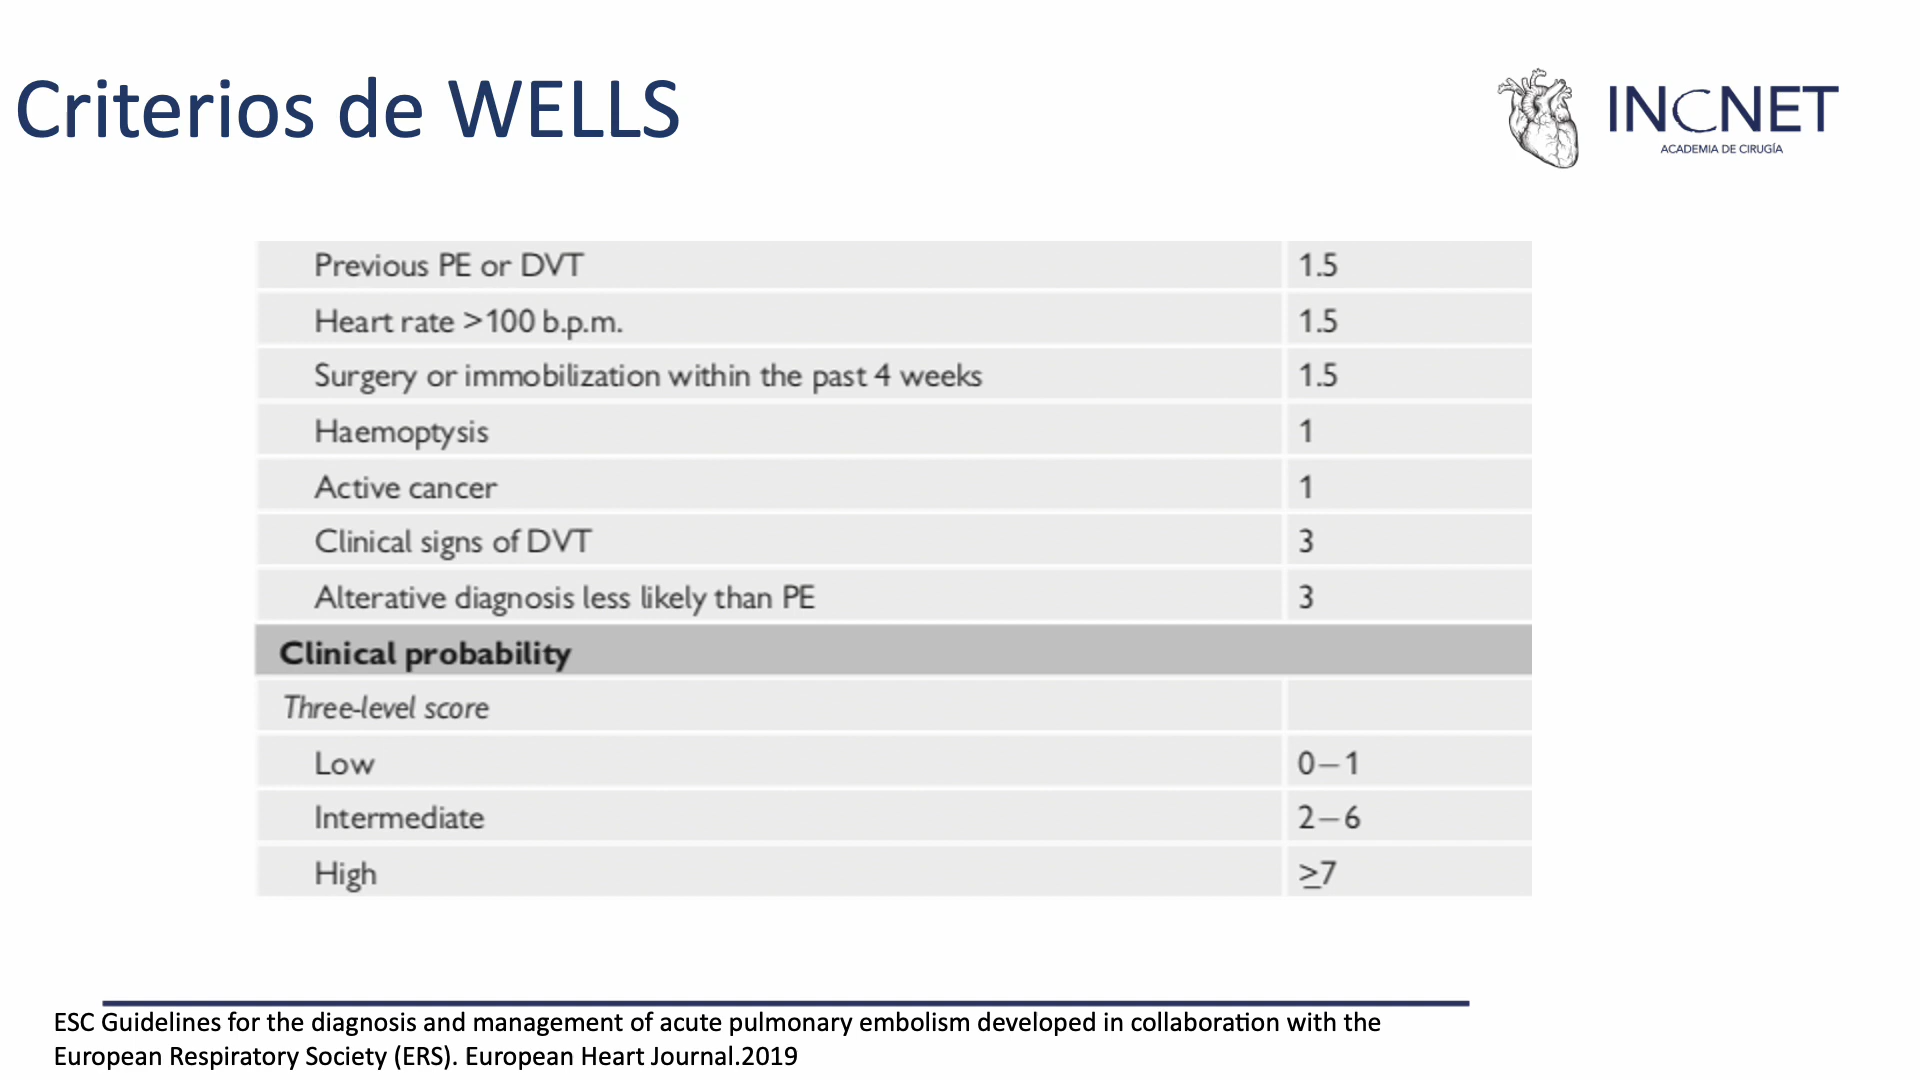 Criterios de WELLS
INCNET
ACADEMIA DE CIRUGÍA
Previous PE or DVT 1.5
Heart rate >100 b.p.m. 1.5
Surgery or immobilization within the past 4 weeks 1.5
Haemoptysis 1
Active cancer 1
Clinical signs of DVT 3
Alterative diagnosis less likely than PE 3
Clinical probability
Three-level score
Low 0–1
Intermediate 2–6
High ≥7
ESC Guidelines for the diagnosis and management of acute pulmonary embolism developed in collaboration with the
European Respiratory Society (ERS). European Heart Journal.2019